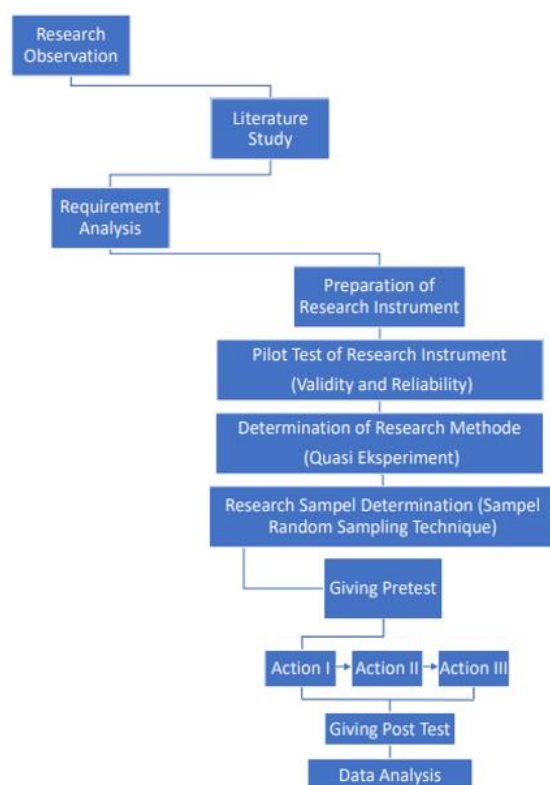 Research
Observation
Literature
Study
Requirement
Analysis
Preparation of
Research Instrument
Pilot Test of Research Instrument
(Validity and Reliability)
Determination of Research Methode
(Quasi Eksperiment)
Research Sampel Determination (Sampel
Random Sampling Technique)
Giving Pretest
Action I
Action II
Action III
Giving Post Test
Data Analysis